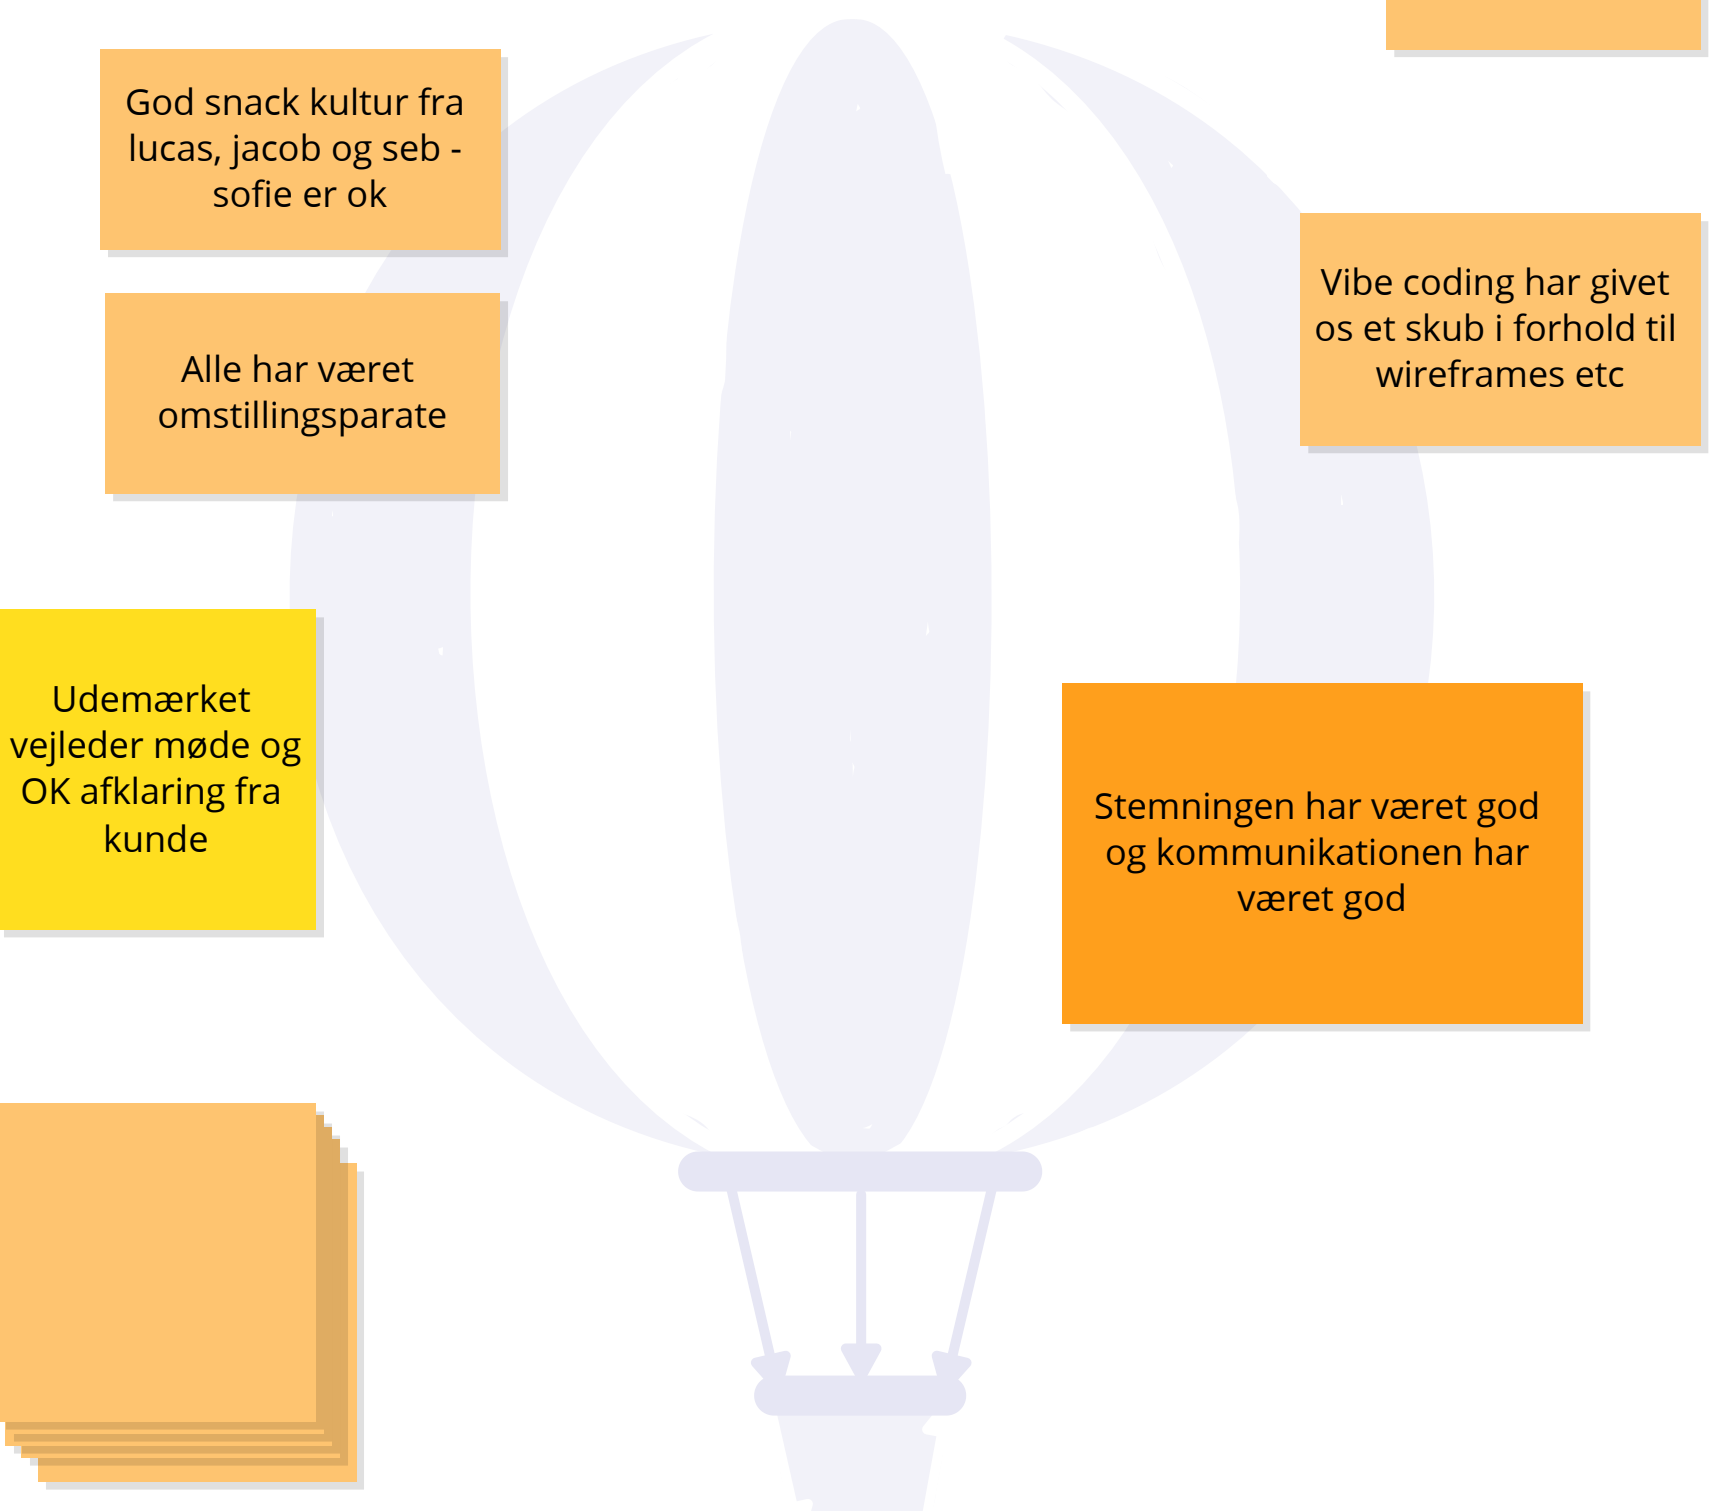 God snack kultur fra
lucas, jacob og seb -
sofie er ok
Alle har været
omstillingsparate
Vibe coding har givet
os et skub i forhold til
wireframes etc
Udemærket
vejleder møde og
OK afklaring fra
kunde
Stemningen har været god
og kommunikationen har
været god